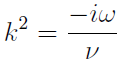 k² = −iω / ν